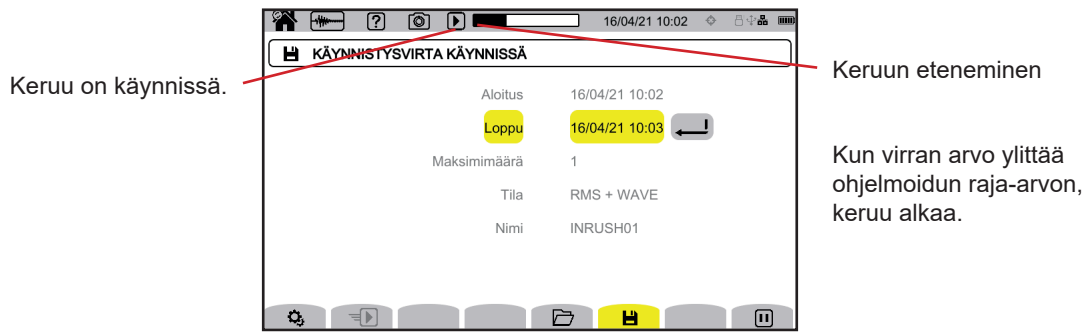 16/04/21 10:02
KÄYNNISTYSVIRTA KÄYNNISSÄ
Keruu on käynnissä.
Keruun eteneminen
Aloitus 16/04/21 10:02
Loppu 16/04/21 10:03
Maksimimäärä 1
Tila RMS + WAVE
Nimi INRUSH01
Kun virran arvo ylittää
ohjelmoidun raja-arvon,
keruu alkaa.